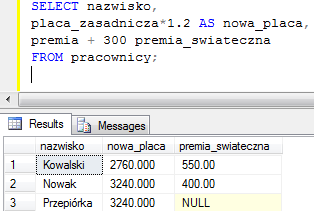 SELECT nazwisko,
placa_zasadnicza*1.2 AS nowa_placa,
premia + 300 premia_swiateczna
FROM pracownicy;
Results Messages
nazwisko nowa_placa premia_swiateczna
1 Kowalski 2760.000 550.00
2 Nowak 3240.000 400.00
3 Przepiórka 3240.000 NULL